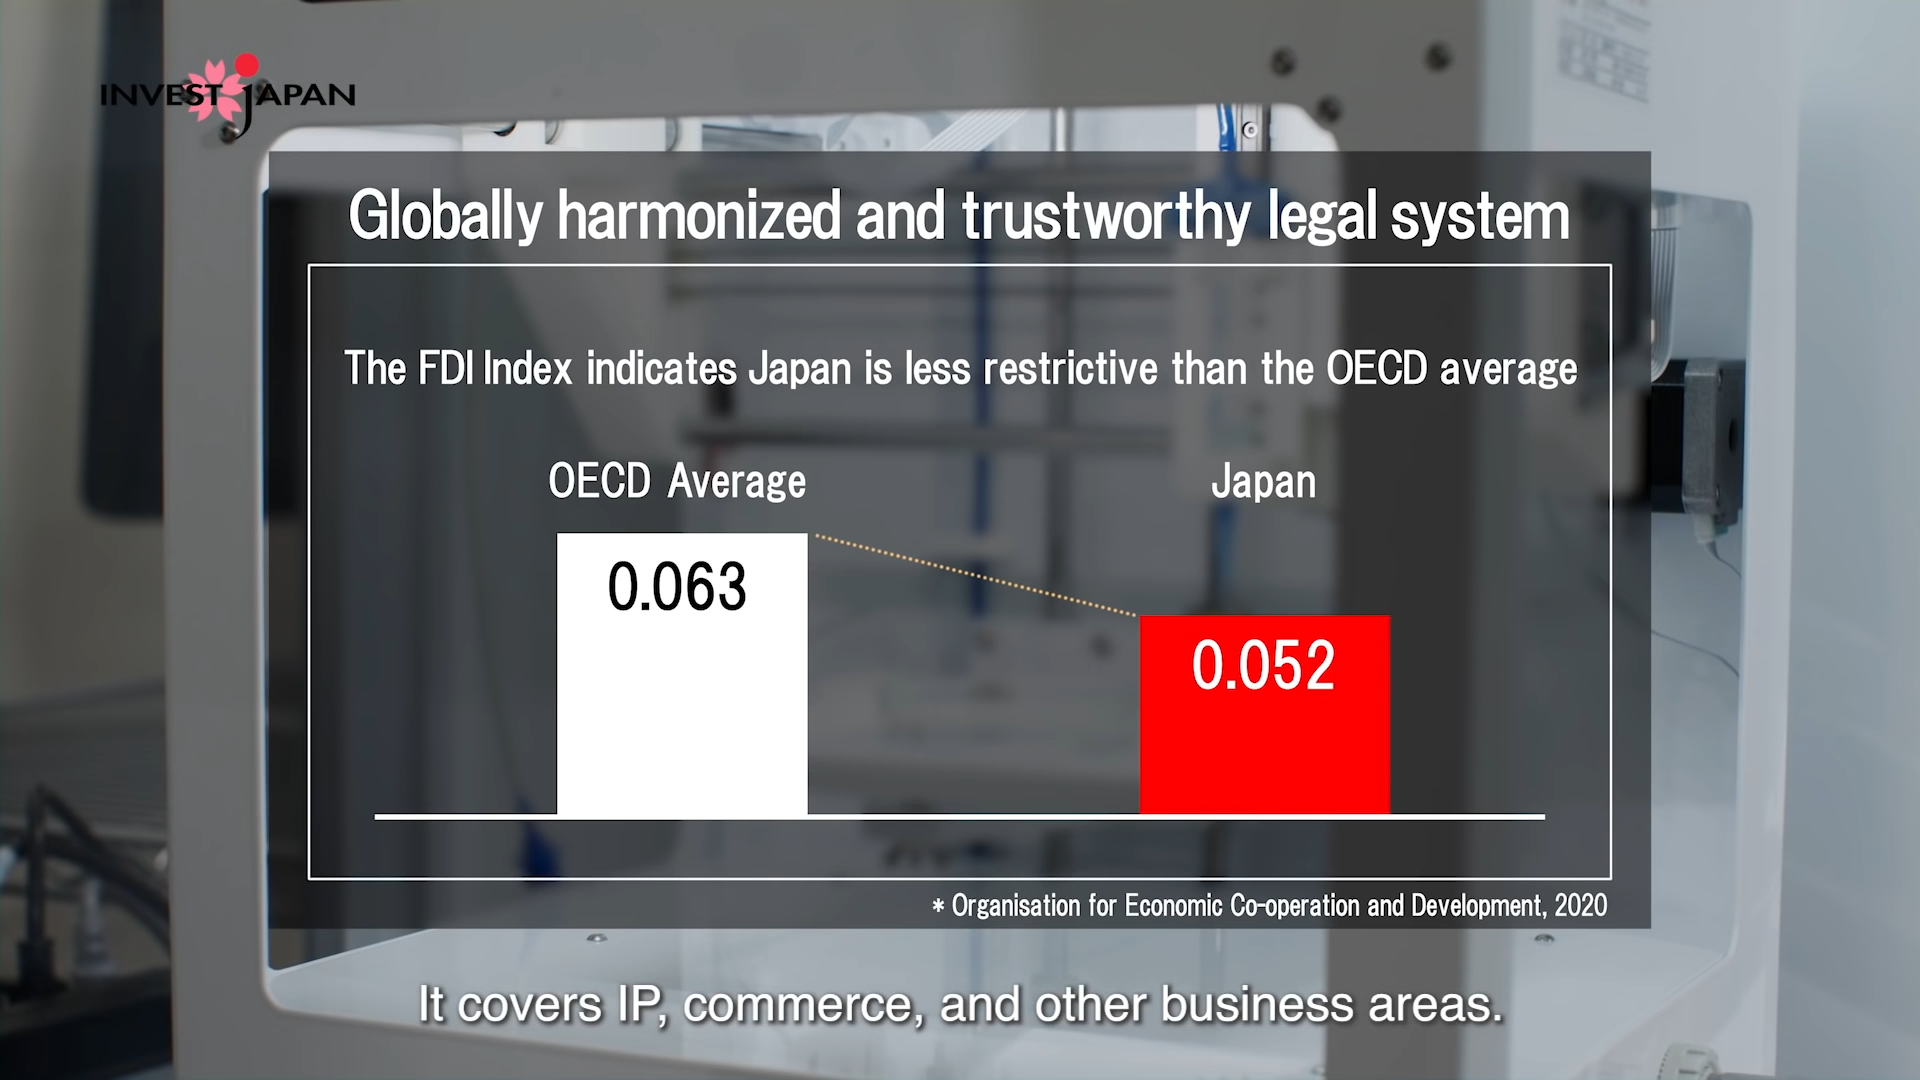 INVEST JAPAN
Globally harmonized and trustworthy legal system
The FDI Index indicates Japan is less restrictive than the OECD average
OECD Average
Japan
0.063
0.052
* Organisation for Economic Co-operation and Development, 2020
It covers IP, commerce, and other business areas.